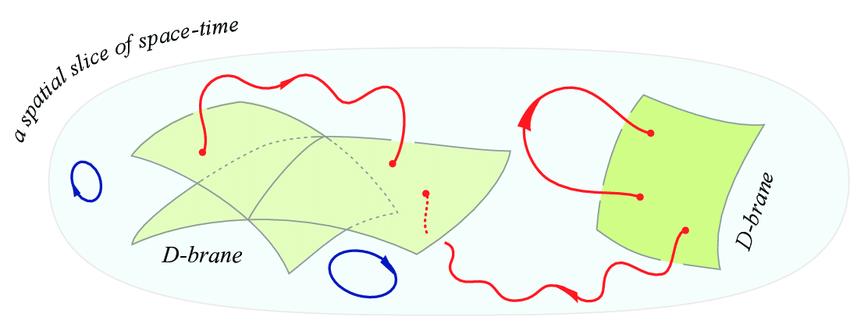 a spatial slice of space-time
D-brane
D-brane